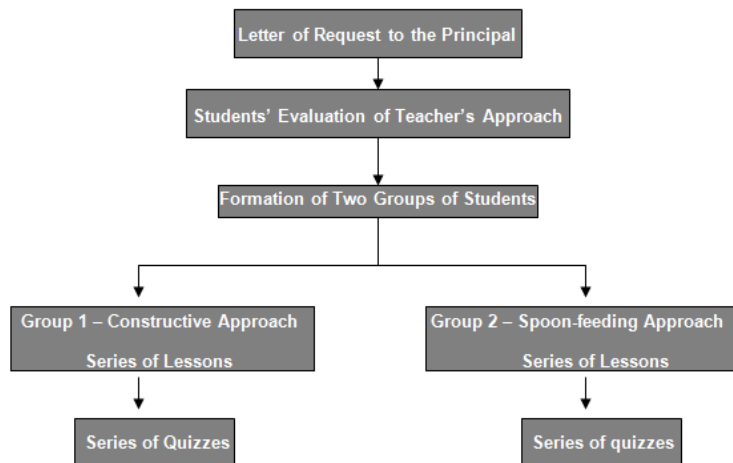 Letter of Request to the Principal
Students’ Evaluation of Teacher’s Approach
Formation of Two Groups of Students
Group 1 – Constructive Approach
Series of Lessons
Group 2 – Spoon-feeding Approach
Series of Lessons
Series of Quizzes
Series of quizzes